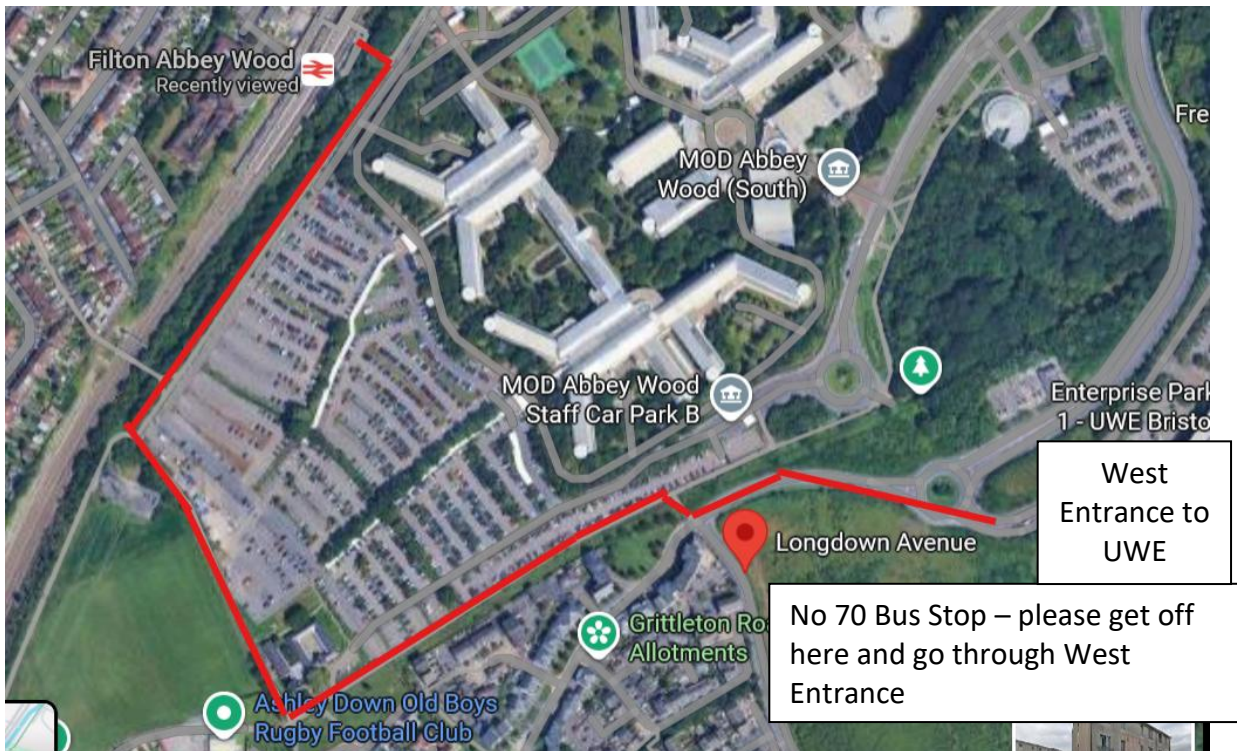 Filton Abbey Wood
Recently viewed
Fre
MOD Abbey
Wood (South)
MOD Abbey Wood
Staff Car Park B
Enterprise Park
1 - UWE Bristo
West
Entrance to
UWE
Longdown Avenue
No 70 Bus Stop – please get off
here and go through West
Entrance
Grittleton Ro
Allotments
Ashley Down Old Boys
Rugby Football Club